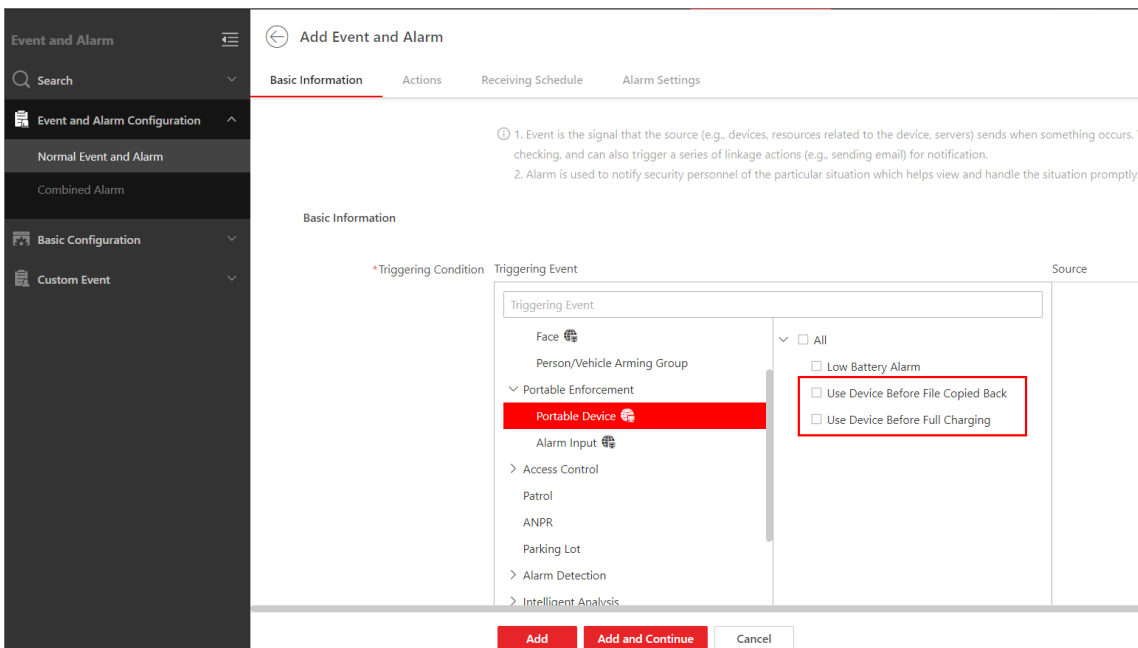 Event and Alarm
Search
Event and Alarm Configuration
Normal Event and Alarm
Combined Alarm
Basic Configuration
Custom Event
Add Event and Alarm
Basic Information
Actions
Receiving Schedule
Alarm Settings
1. Event is the signal that the source (e.g., devices, resources related to the device, servers) sends when something occurs.
checking, and can also trigger a series of linkage actions (e.g., sending email) for notification.
2. Alarm is used to notify security personnel of the particular situation which helps view and handle the situation promptly
Basic Information
*Triggering Condition
Triggering Event
Source
Triggering Event
Face
Person/Vehicle Arming Group
Portable Enforcement
Portable Device
Alarm Input
Access Control
Patrol
ANPR
Parking Lot
Alarm Detection
Intelligent Analysis
All
Low Battery Alarm
Use Device Before File Copied Back
Use Device Before Full Charging
Add
Add and Continue
Cancel